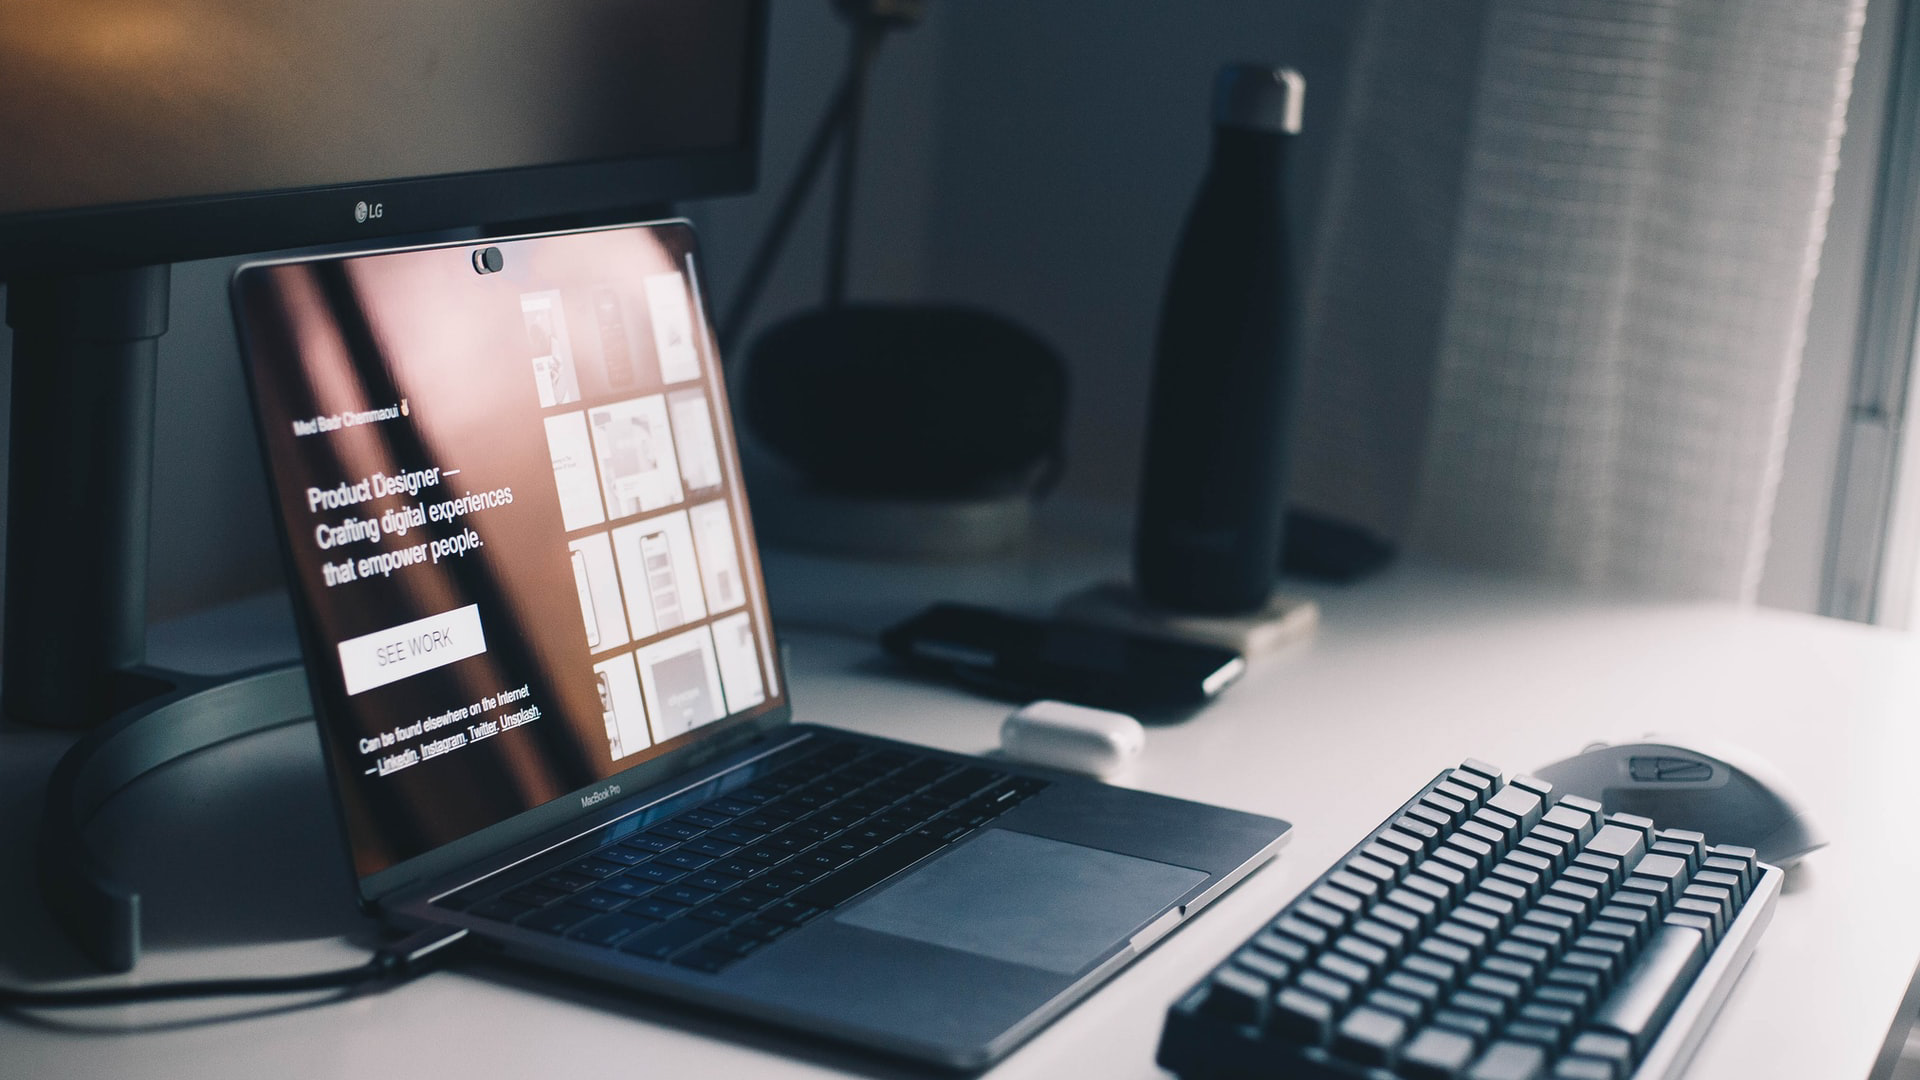 LG
Med Badr Chemmaoui ✌
Product Designer —
Crafting digital experiences
that empower people.
SEE WORK
Can be found elsewhere on the Internet
— Linkedin. Instagram. Twitter. Unsplash.
MacBook Pro